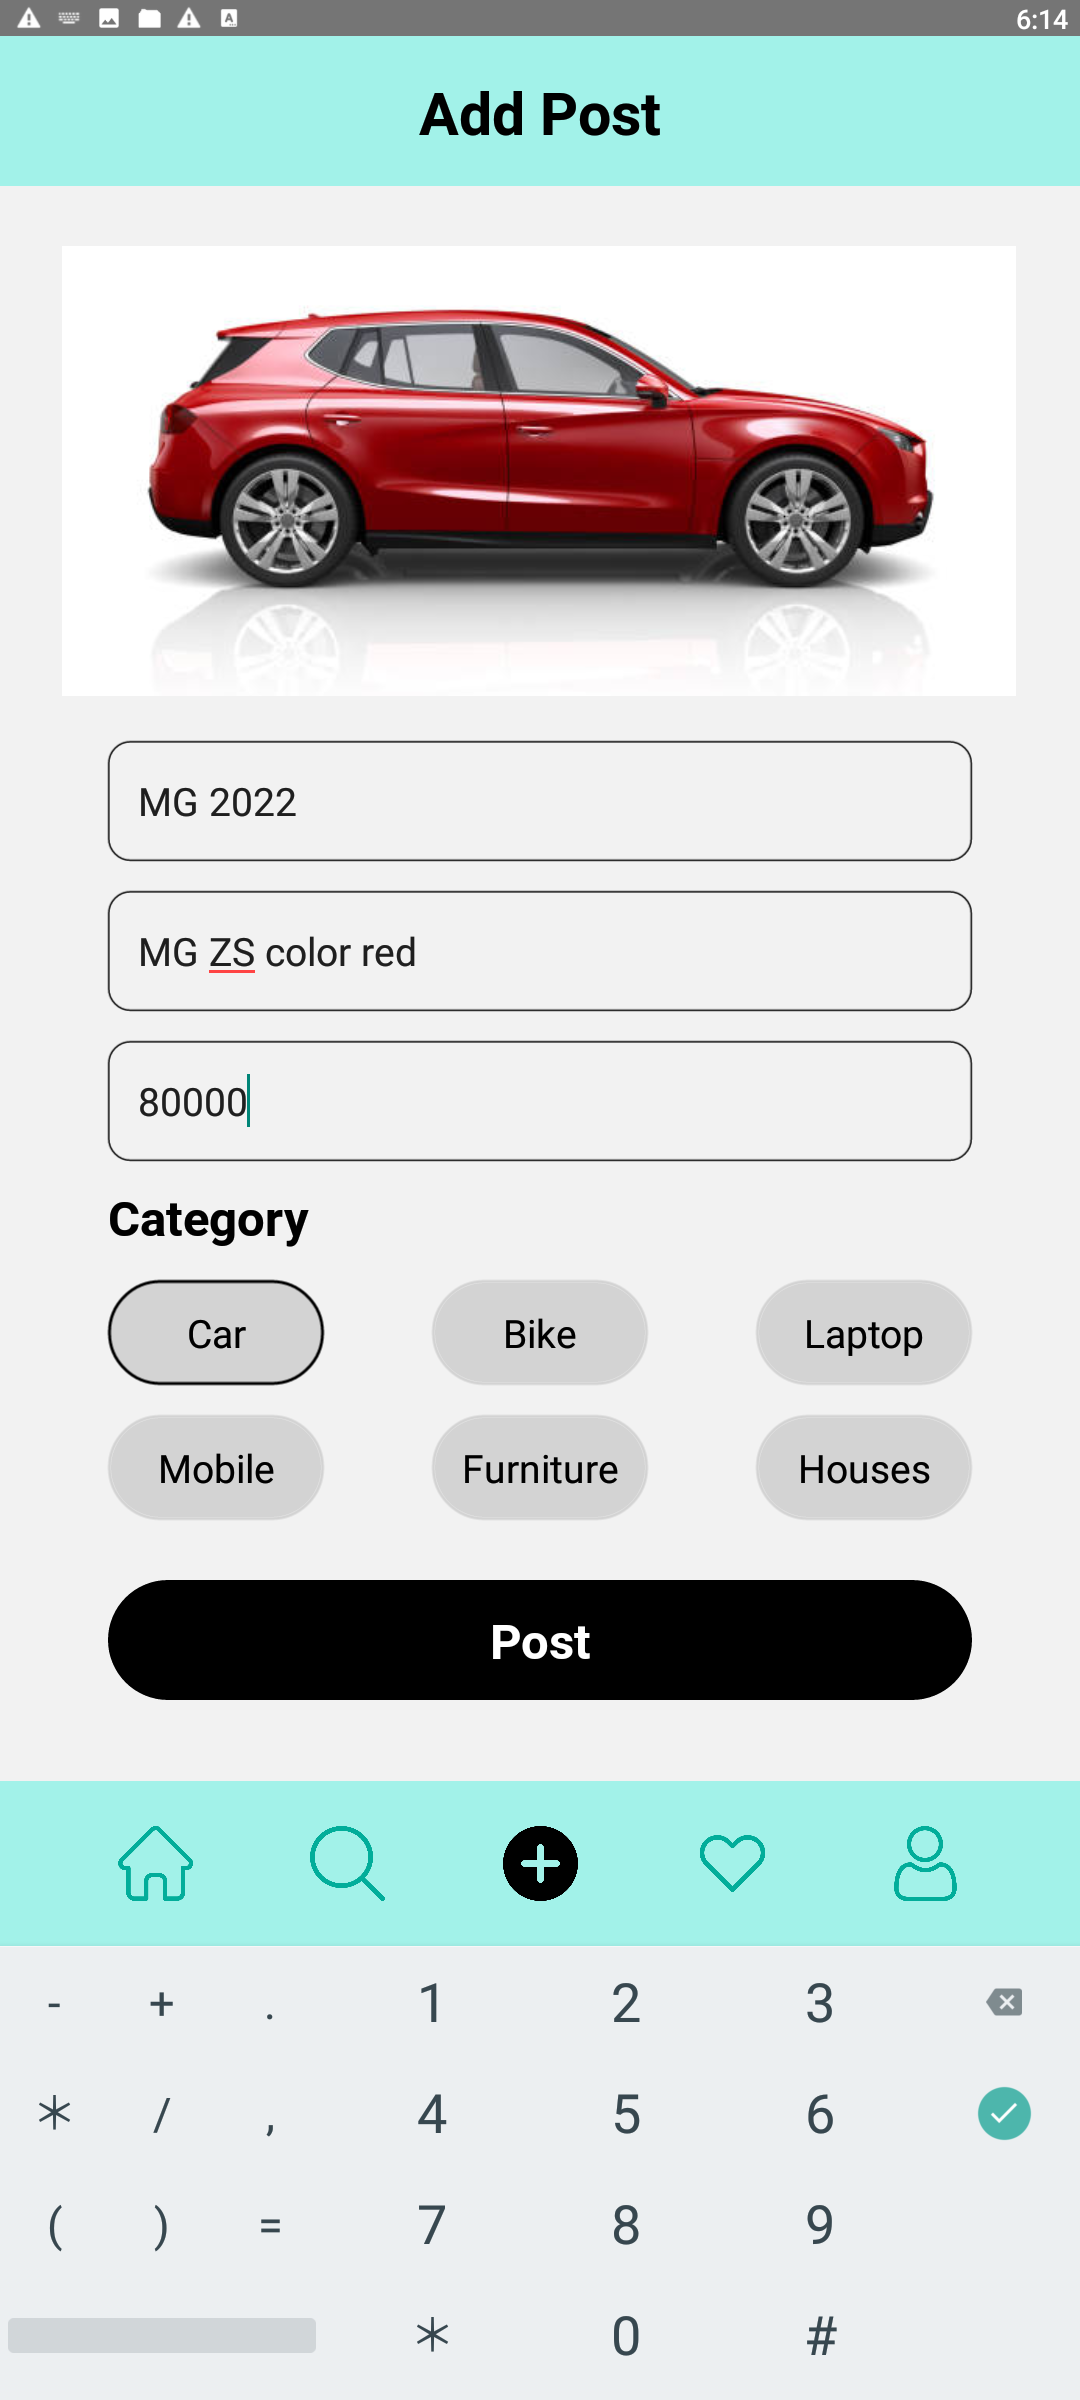 6:14
Add Post
MG 2022
MG ZS color red
80000
Category
Car Bike Laptop
Mobile Furniture Houses
Post
- + . 1 2 3
* / , 4 5 6
( ) = 7 8 9
* 0 #